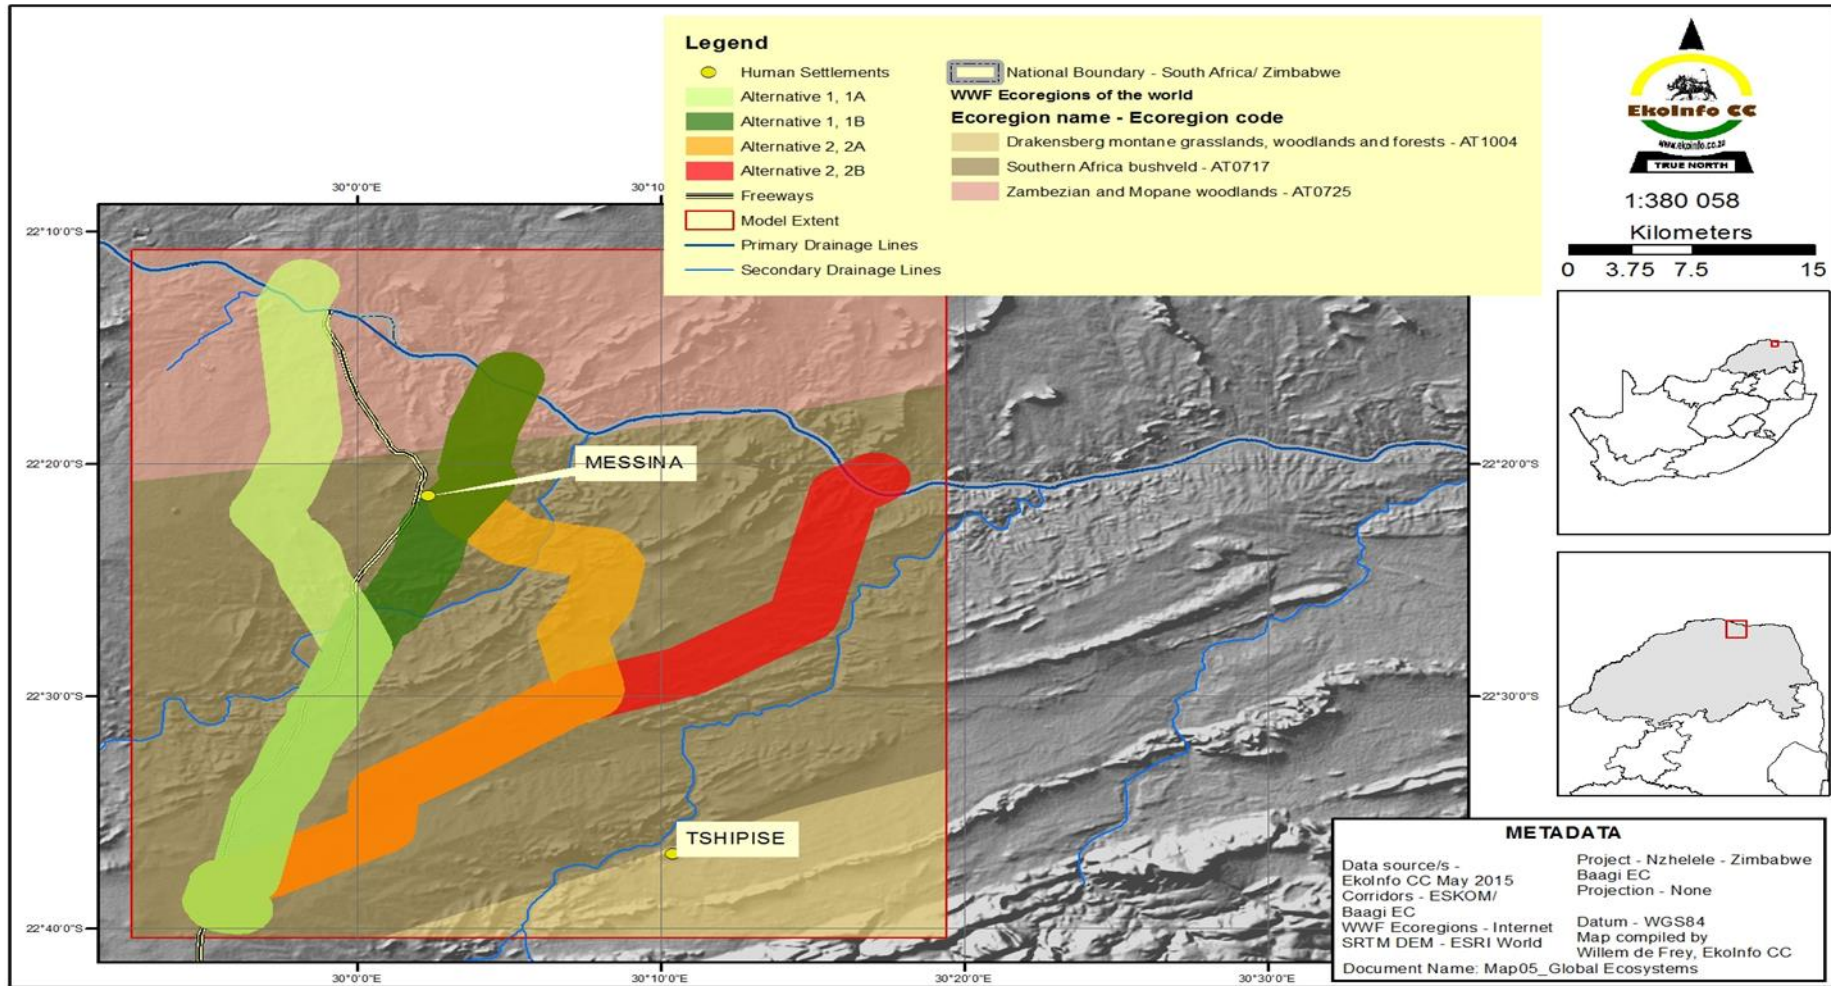 Legend
Human Settlements
Alternative 1, 1A
Alternative 1, 1B
Alternative 2, 2A
Alternative 2, 2B
Freeways
Model Extent
Primary Drainage Lines
Secondary Drainage Lines
National Boundary - South Africa/ Zimbabwe
WWF Ecoregions of the world
Ecoregion name - Ecoregion code
Drakensberg montane grasslands, woodlands and forests - AT1004
Southern Africa bushveld - AT0717
Zambezian and Mopane woodlands - AT0725
EkoInfo CC
www.ekoinfo.co.za
TRUE NORTH
1:380 058
Kilometers
0 3.75 7.5 15
30°0'0"E
30°10'
22°10'0"S
22°20'0"S
22°20'0"S
22°30'0"S
22°30'0"S
22°40'0"S
MESSINA
TSHIPISE
30°0'0"E
30°10'0"E
30°20'0"E
30°30'0"E
METADATA
Data source/s -
EkoInfo CC May 2015
Corridors - ESKOM/
Baagi EC
WWF Ecoregions - Internet
SRTM DEM - ESRI World
Project - Nzhelele - Zimbabwe
Baagi EC
Projection - None
Datum - WGS84
Map compiled by
Willem de Frey, EkoInfo CC
Document Name: Map05_Global Ecosystems